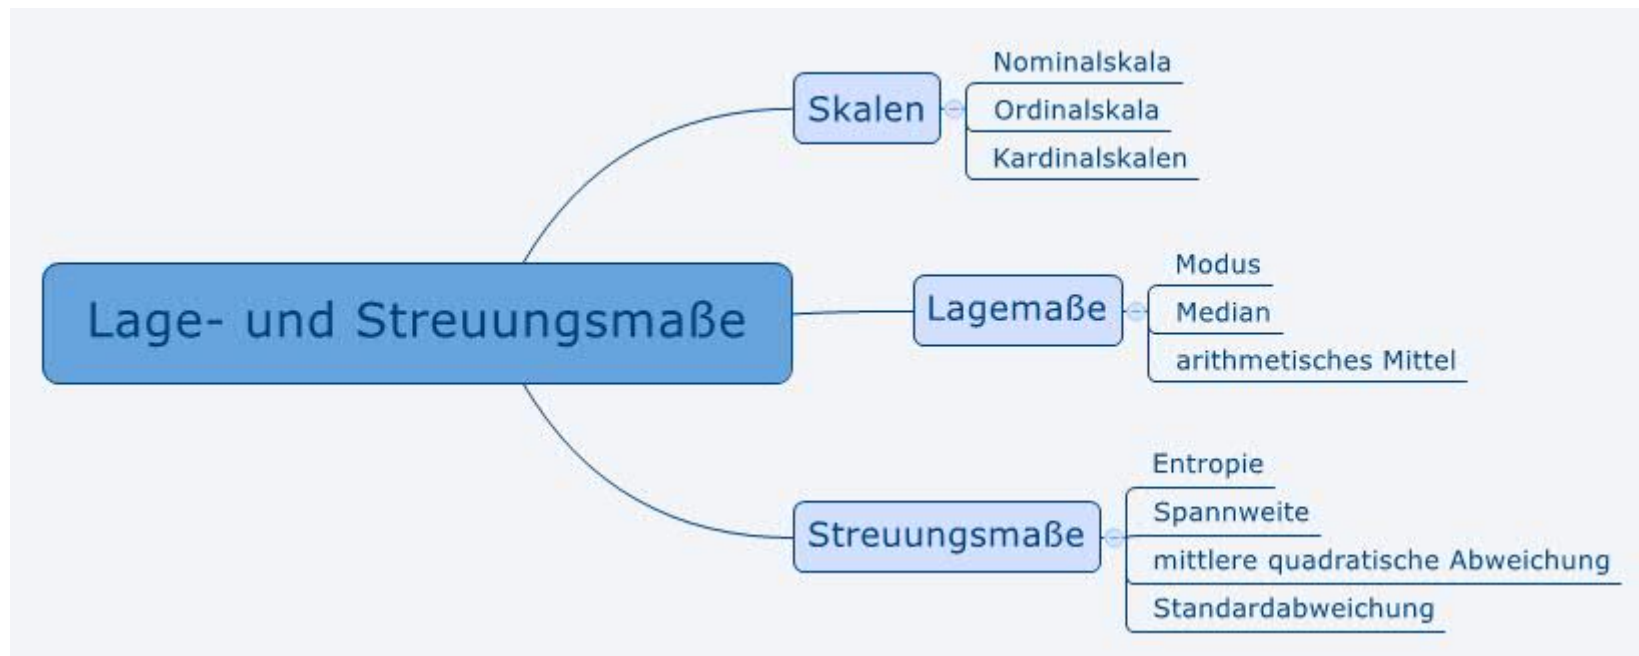 Lage- und Streuungsmaße
Skalen
Nominalskala
Ordinalskala
Kardinalskalen
Lagemaße
Modus
Median
arithmetisches Mittel
Streuungsmaße
Entropie
Spannweite
mittlere quadratische Abweichung
Standardabweichung